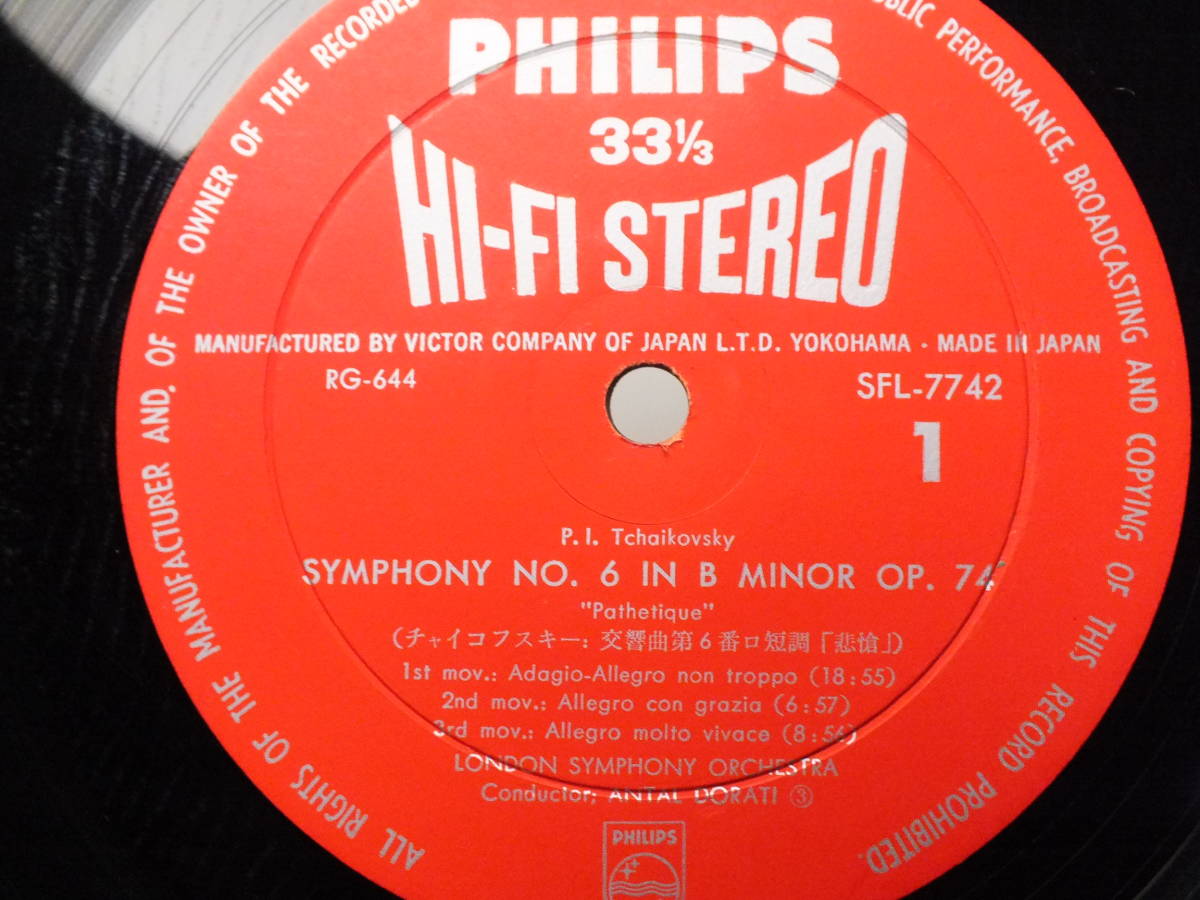 PHILIPS
33⅓
HI-FI STEREO
MANUFACTURED BY VICTOR COMPANY OF JAPAN L.T.D. YOKOHAMA · MADE IN JAPAN
RG-644
SFL-7742
1
P.I. Tchaikovsky
SYMPHONY NO. 6 IN B MINOR OP. 74
"Pathetique"
(チャイコフスキー: 交響曲第6番ロ短調「悲愴」)
1st mov.: Adagio-Allegro non troppo (18:55)
2nd mov.: Allegro con grazia (6:57)
3rd mov.: Allegro molto vivace (8:56)
LONDON SYMPHONY ORCHESTRA
Conductor: ANTAL DORATI ③
PHILIPS
ALL RIGHTS OF THE MANUFACTURER AND, OF THE OWNER OF THE RECORDED
PUBLIC PERFORMANCE, BROADCASTING AND COPYING OF THIS RECORD PROHIBITED.